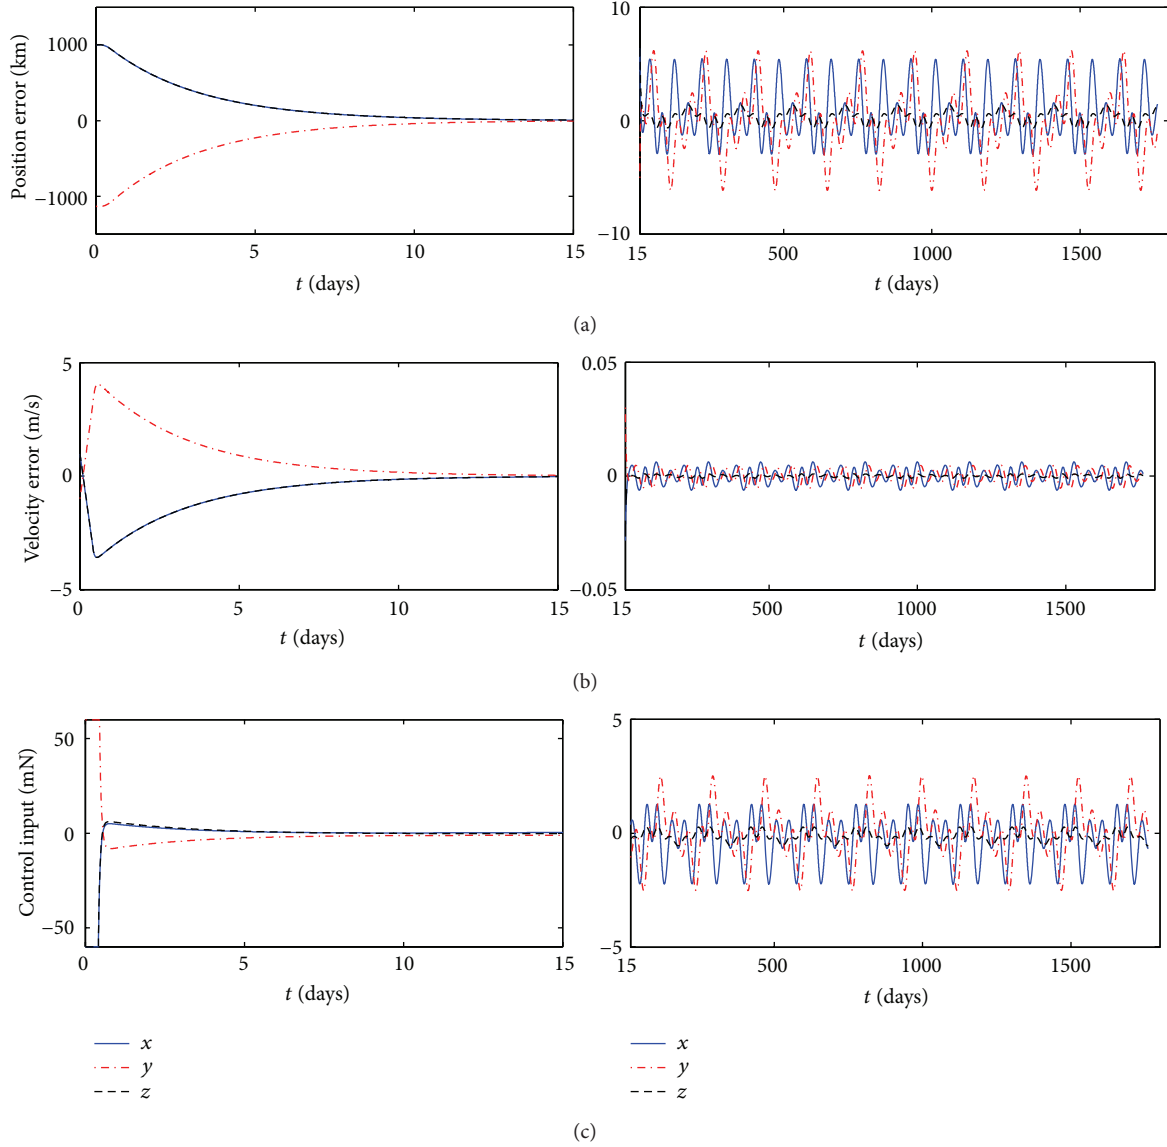 Position error (km)
1000
0
−1000
0
5
10
15
t (days)
10
0
−10
15
500
1000
1500
t (days)
(a)
Velocity error (m/s)
5
0
−5
0
5
10
15
t (days)
0.05
0
−0.05
15
500
1000
1500
t (days)
(b)
Control input (mN)
50
0
−50
0
5
10
15
t (days)
5
0
−5
15
500
1000
1500
t (days)
x
y
z
x
y
z
(c)